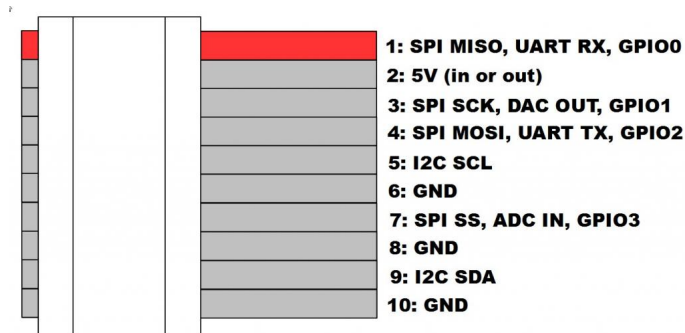 1: SPI MISO, UART RX, GPIO0
2: 5V (in or out)
3: SPI SCK, DAC OUT, GPIO1
4: SPI MOSI, UART TX, GPIO2
5: I2C SCL
6: GND
7: SPI SS, ADC IN, GPIO3
8: GND
9: I2C SDA
10: GND